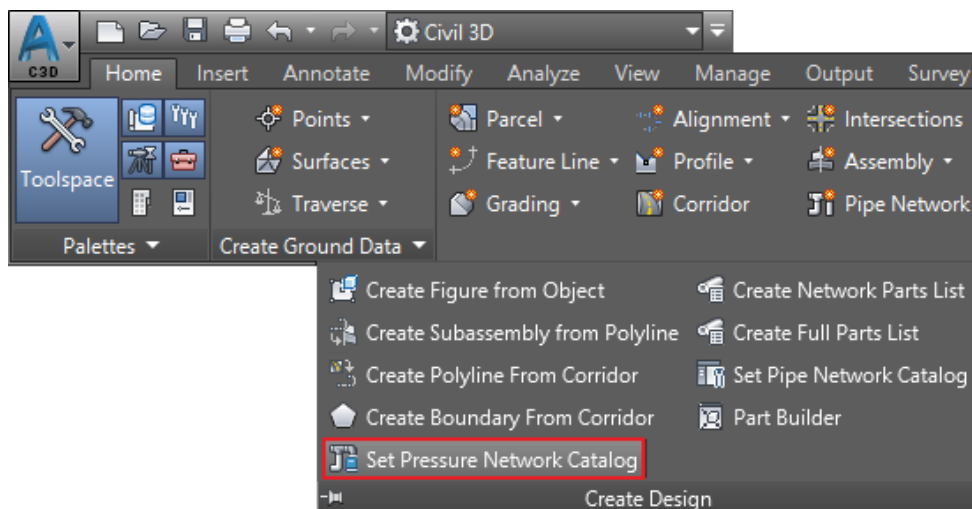 Civil 3D
C3D
Home Insert Annotate Modify Analyze View Manage Output Survey
Toolspace
Palettes
Points
Surfaces
Traverse
Create Ground Data
Parcel
Feature Line
Grading
Alignment
Profile
Corridor
Intersections
Assembly
Pipe Network
Create Figure from Object
Create Subassembly from Polyline
Create Polyline From Corridor
Create Boundary From Corridor
Set Pressure Network Catalog
Create Network Parts List
Create Full Parts List
Set Pipe Network Catalog
Part Builder
Create Design